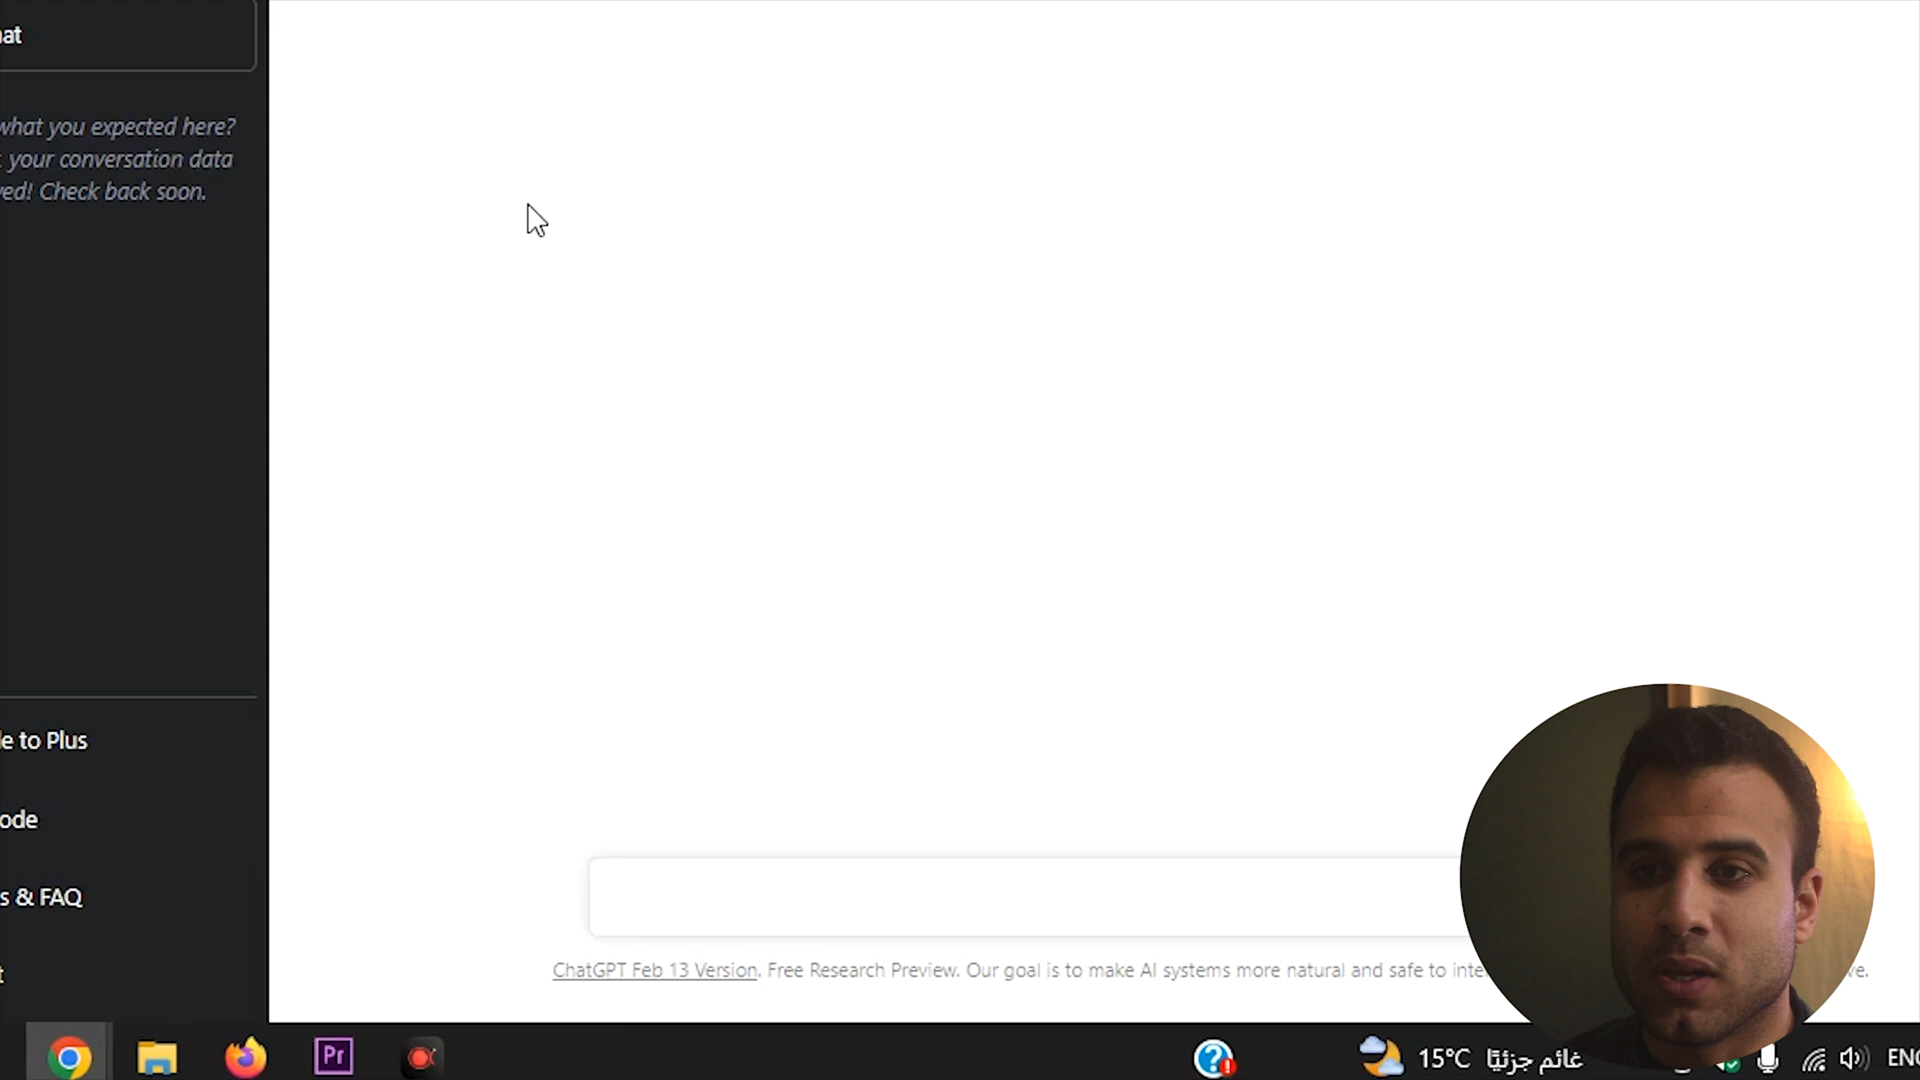 at
what you expected here?
your conversation data
ved! Check back soon.
e to Plus
ode
s & FAQ
t
ChatGPT Feb 13 Version. Free Research Preview. Our goal is to make AI systems more natural and safe to inte
ve.
Pr
15°C غائم جزئيًا
ENG